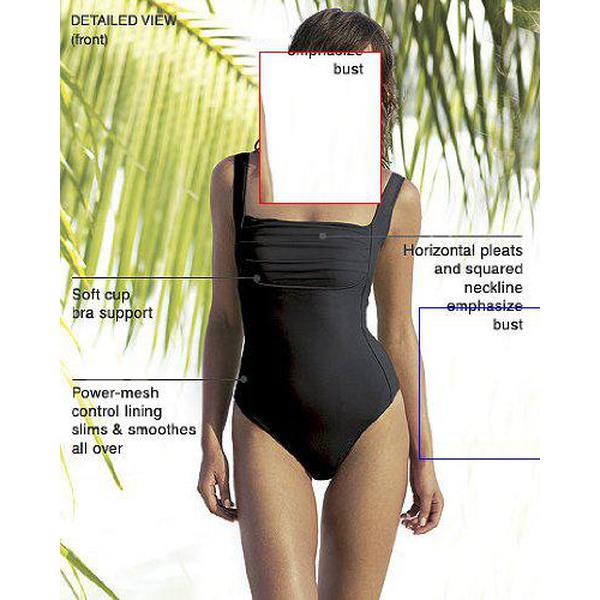 DETAILED VIEW
(front)
emphasize
bust
Horizontal pleats
and squared
neckline
emphasize
bust
Soft cup
bra support
Power-mesh
control lining
slims & smoothes
all over